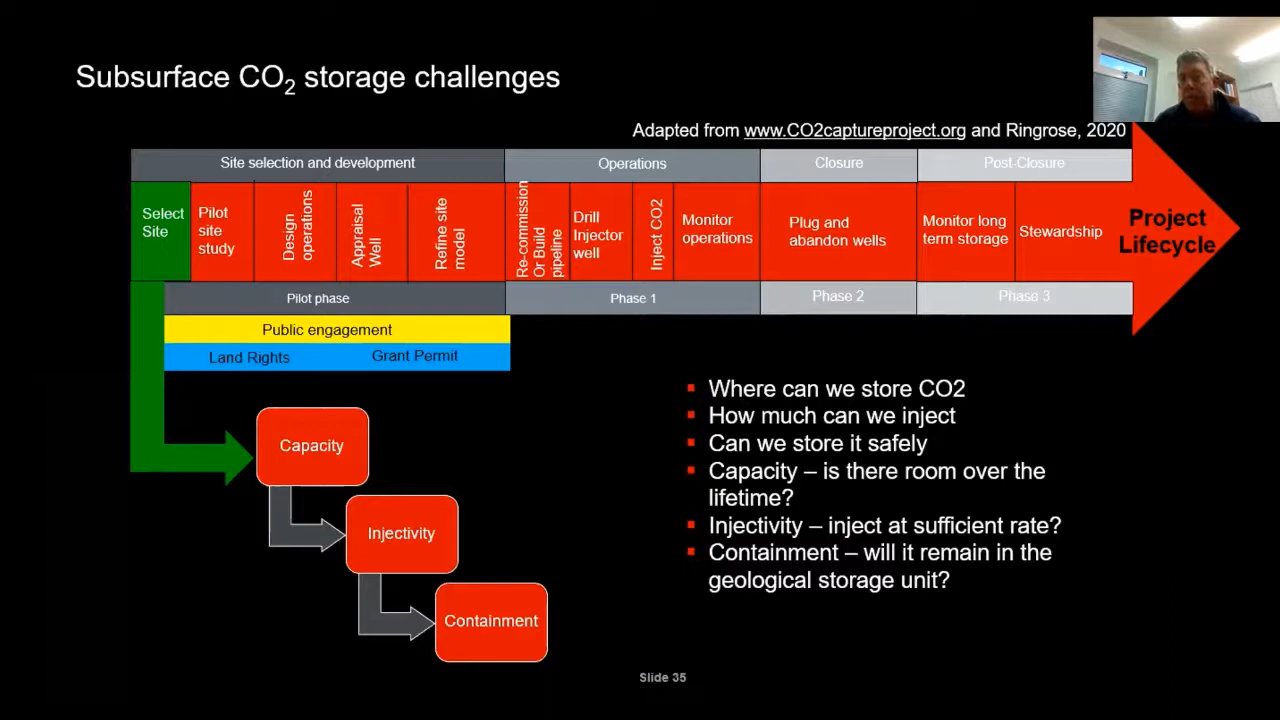 Subsurface CO2 storage challenges
Adapted from www.CO2captureproject.org and Ringrose, 2020
Site selection and development
Operations
Closure
Post-Closure
Select
Site
Pilot
site
study
Design
operations
Appraisal
Well
Refine site
model
Re-commission
Or Build
pipeline
Drill
Injector
well
Inject CO2
Monitor
operations
Plug and
abandon wells
Monitor long
term storage
Stewardship
Project
Lifecycle
Pilot phase
Phase 1
Phase 2
Phase 3
Public engagement
Land Rights
Grant Permit
Capacity
Injectivity
Containment
Where can we store CO2
How much can we inject
Can we store it safely
Capacity – is there room over the
lifetime?
Injectivity – inject at sufficient rate?
Containment – will it remain in the
geological storage unit?
Slide 35